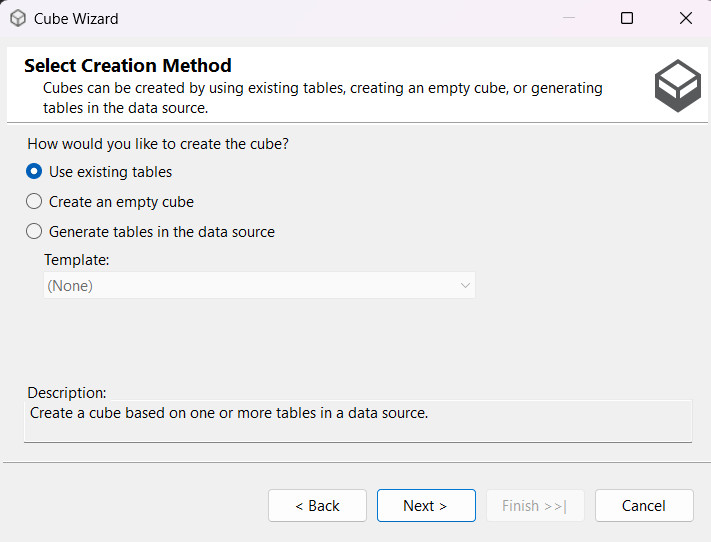 Cube Wizard
Select Creation Method
Cubes can be created by using existing tables, creating an empty cube, or generating
tables in the data source.
How would you like to create the cube?
Use existing tables
Create an empty cube
Generate tables in the data source
Template:
(None)
Description:
Create a cube based on one or more tables in a data source.
< Back
Next >
Finish >>|
Cancel